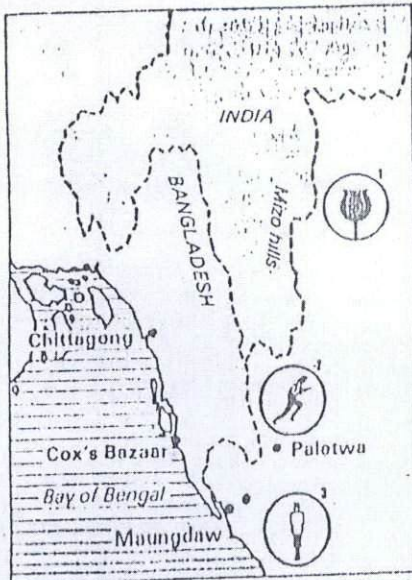 INDIA
1
BANGLADESH
Mizo hills
Chittagong
2
Cox's Bazaar
Palotwa
Bay of Bengal
3
Maungdaw